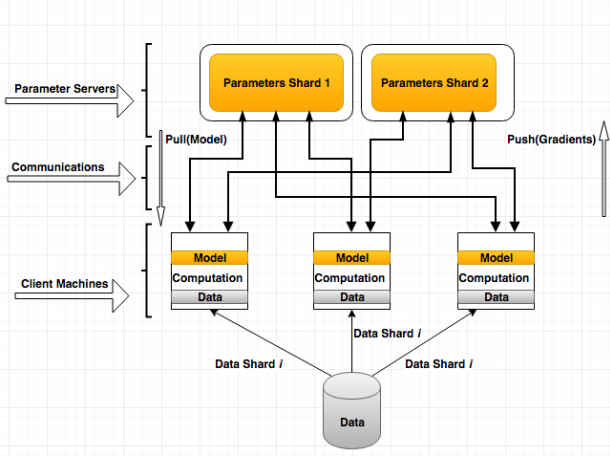 Parameters Shard 1
Parameters Shard 2
Parameter Servers
Pull(Model)
Push(Gradients)
Communications
Model
Computation
Data
Model
Computation
Data
Model
Computation
Data
Client Machines
Data Shard i
Data Shard i
Data Shard i
Data